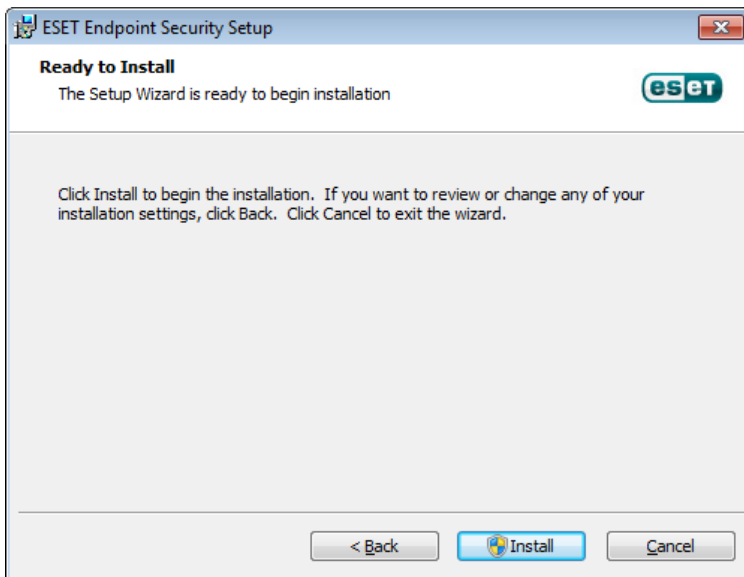 ESET Endpoint Security Setup
Ready to Install
The Setup Wizard is ready to begin installation
eseT
Click Install to begin the installation. If you want to review or change any of your
installation settings, click Back. Click Cancel to exit the wizard.
< Back
Install
Cancel